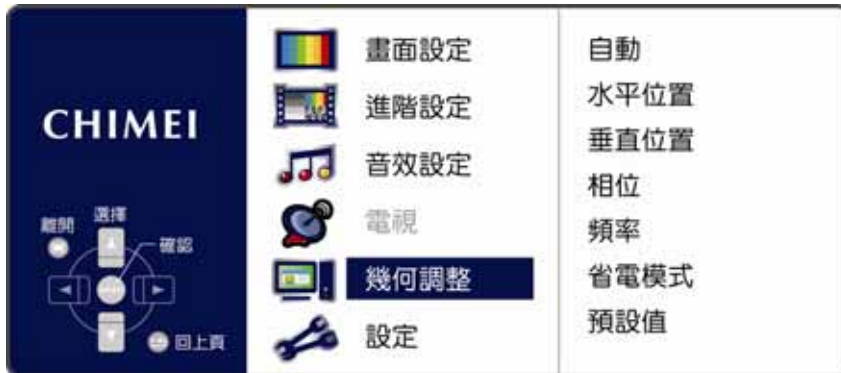 CHIMEI
離開
選擇
確認
回上頁
畫面設定
進階設定
音效設定
電視
幾何調整
設定
自動
水平位置
垂直位置
相位
頻率
省電模式
預設值